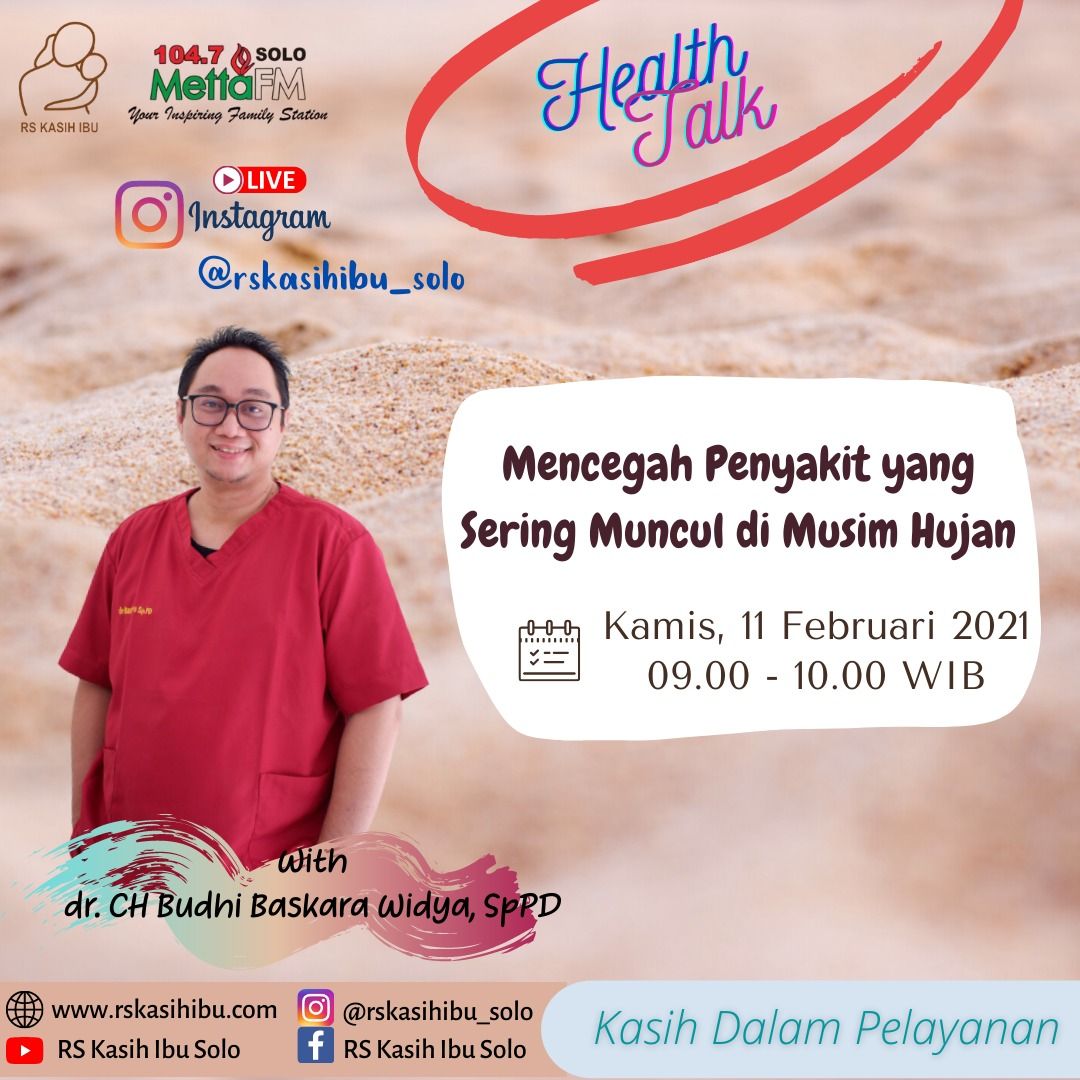 RS KASIH IBU
104.7 SOLO
MettaFM
Your Inspiring Family Station
Health
Talk
LIVE
Instagram
@rskasihibu_solo
Mencegah Penyakit yang
Sering Muncul di Musim Hujan
Kamis, 11 Februari 2021
09.00 - 10.00 WIB
With
dr. CH Budhi Baskara Widya, SpPD
www.rskasihibu.com
@rskasihibu_solo
RS Kasih Ibu Solo
RS Kasih Ibu Solo
Kasih Dalam Pelayanan